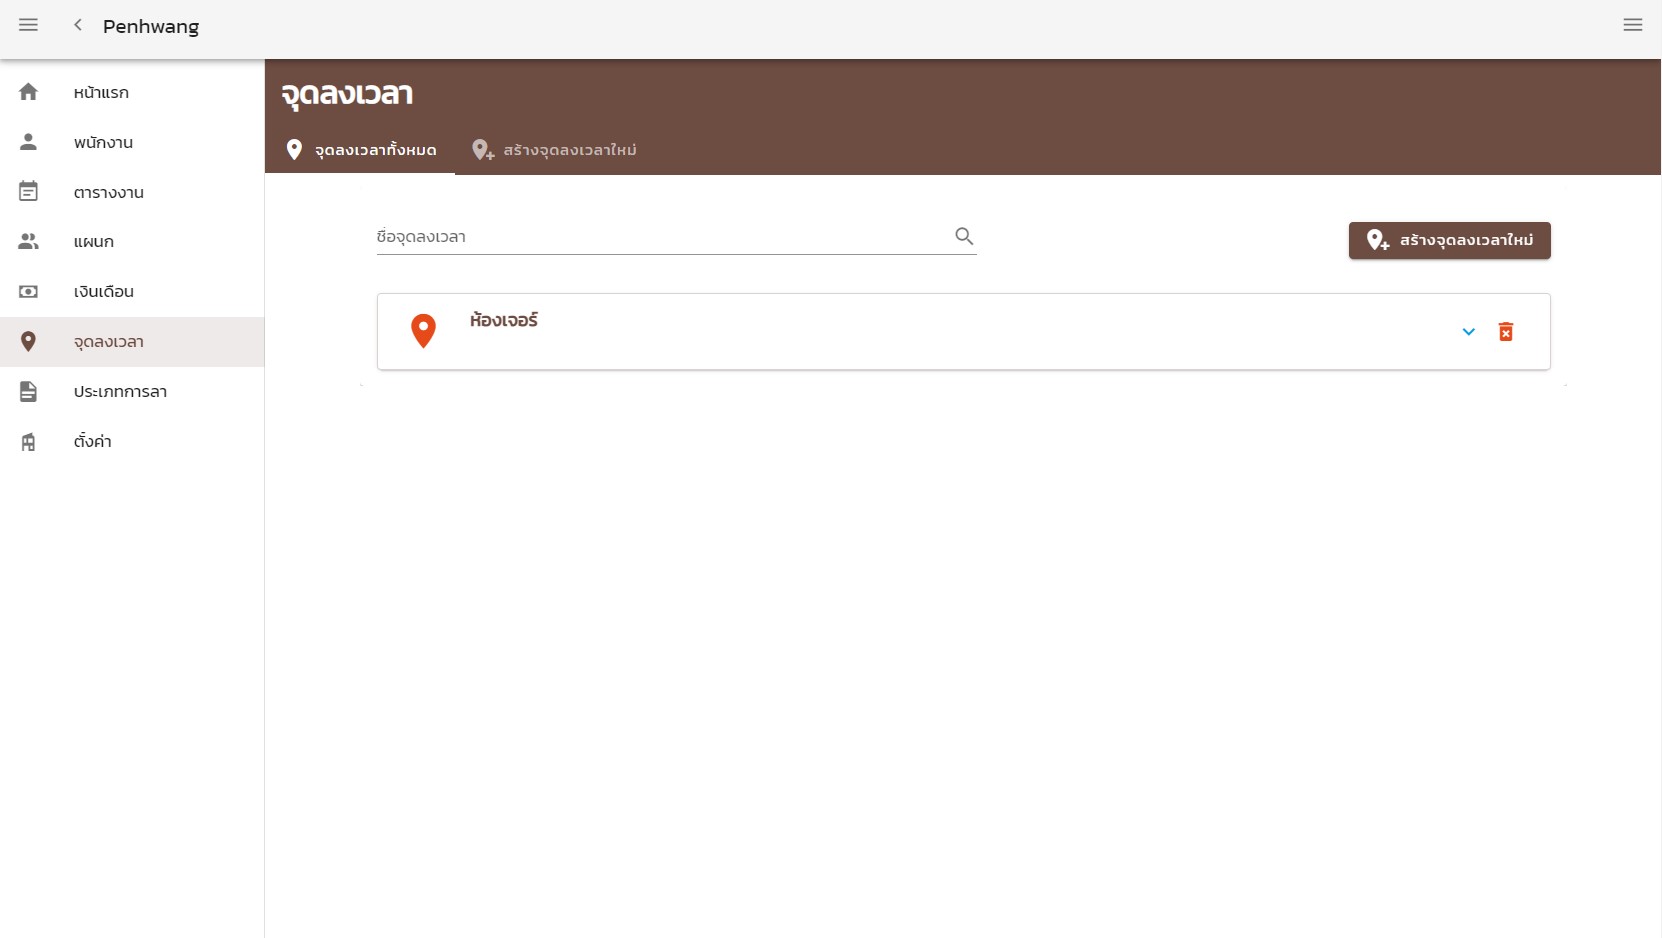 Penhwang
หน้าแรก
พนักงาน
ตารางงาน
แผนก
เงินเดือน
จุดลงเวลา
ประเภทการลา
ตั้งค่า
จุดลงเวลา
จุดลงเวลาทั้งหมด
สร้างจุดลงเวลาใหม่
ชื่อจุดลงเวลา
สร้างจุดลงเวลาใหม่
ห้องเจอร์